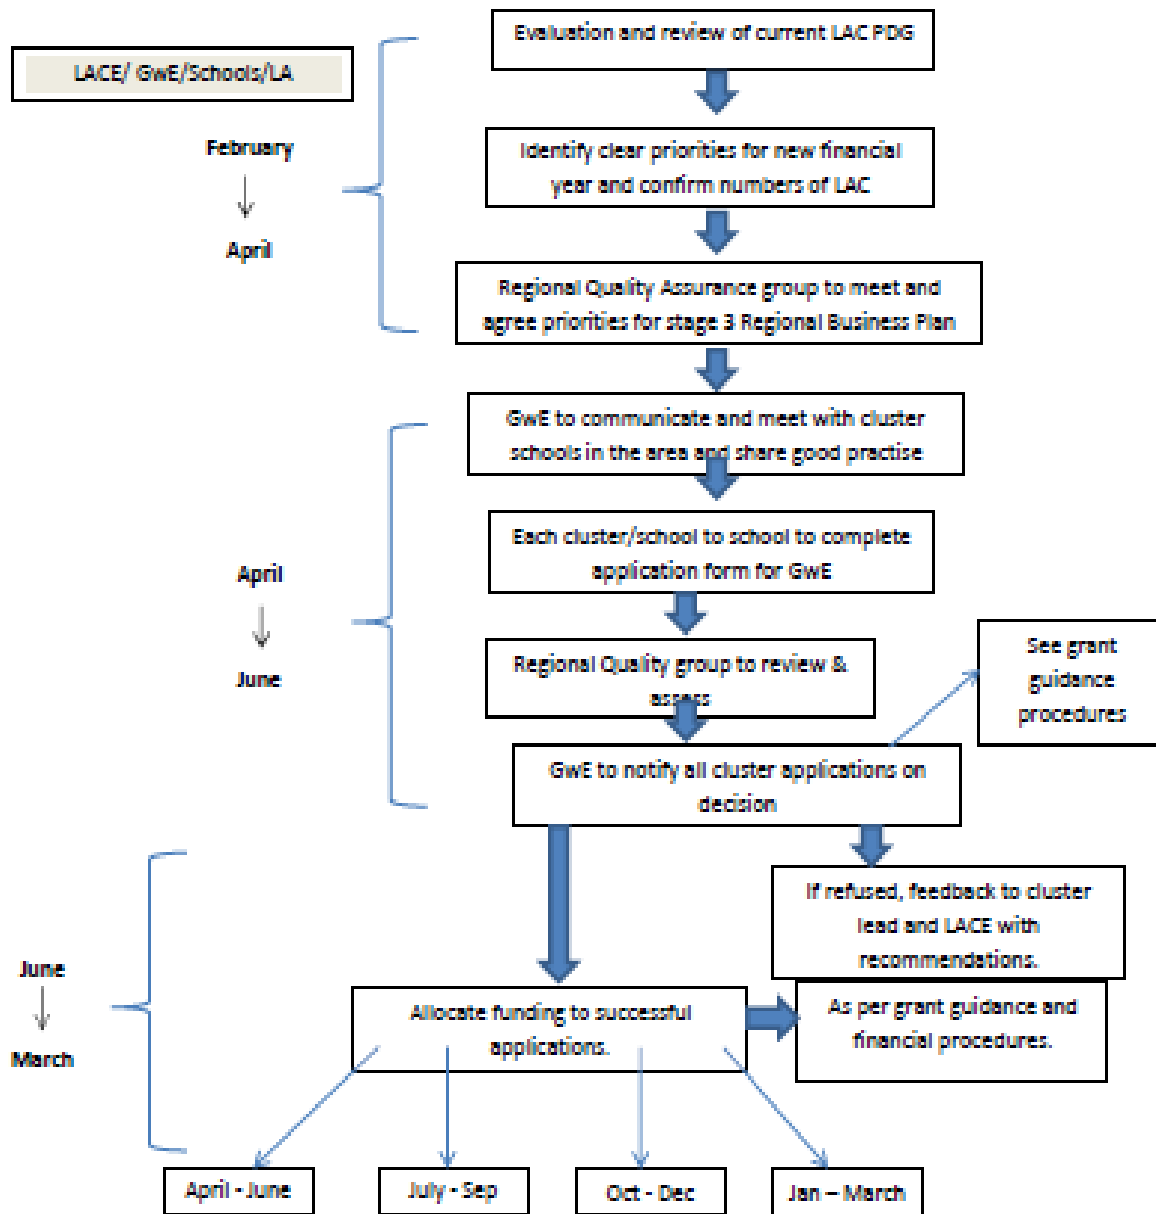 Evaluation and review of current LAC PDG
LACE/ GwE/Schools/LA
February
April
Identify clear priorities for new financial
year and confirm numbers of LAC
Regional Quality Assurance group to meet and
agree priorities for stage 3 Regional Business Plan
GwE to communicate and meet with cluster
schools in the area and share good practise
Each cluster/school to school to complete
application form for GwE
April
June
Regional Quality group to review &
assess
See grant
guidance
procedures
GwE to notify all cluster applications on
decision
If refused, feedback to cluster
lead and LACE with
recommendations.
June
March
Allocate funding to successful
applications.
As per grant guidance and
financial procedures.
April - June
July - Sep
Oct - Dec
Jan – March